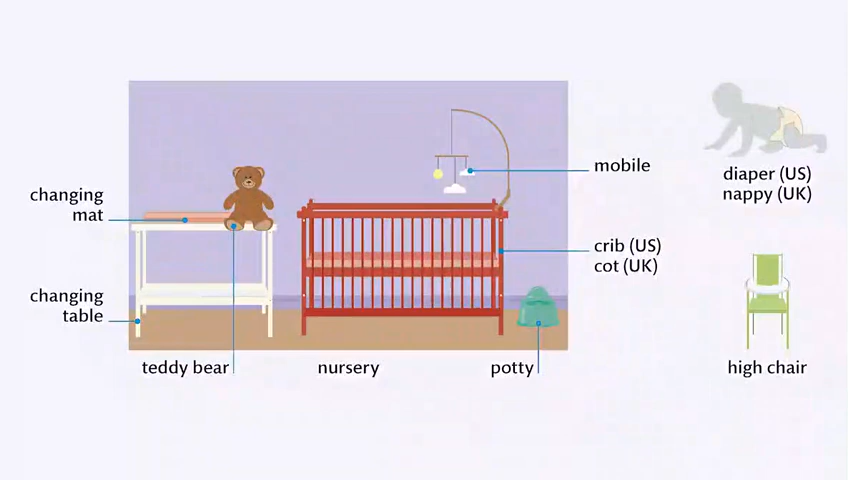 changing
mat
changing
table
teddy bear
nursery
potty
mobile
crib (US)
cot (UK)
diaper (US)
nappy (UK)
high chair